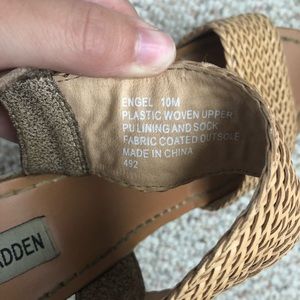 ENGEL 10M
PLASTIC WOVEN UPPER
PU LINING AND SOCK
FABRIC COATED OUTSOLE
MADE IN CHINA
492
ADDEN